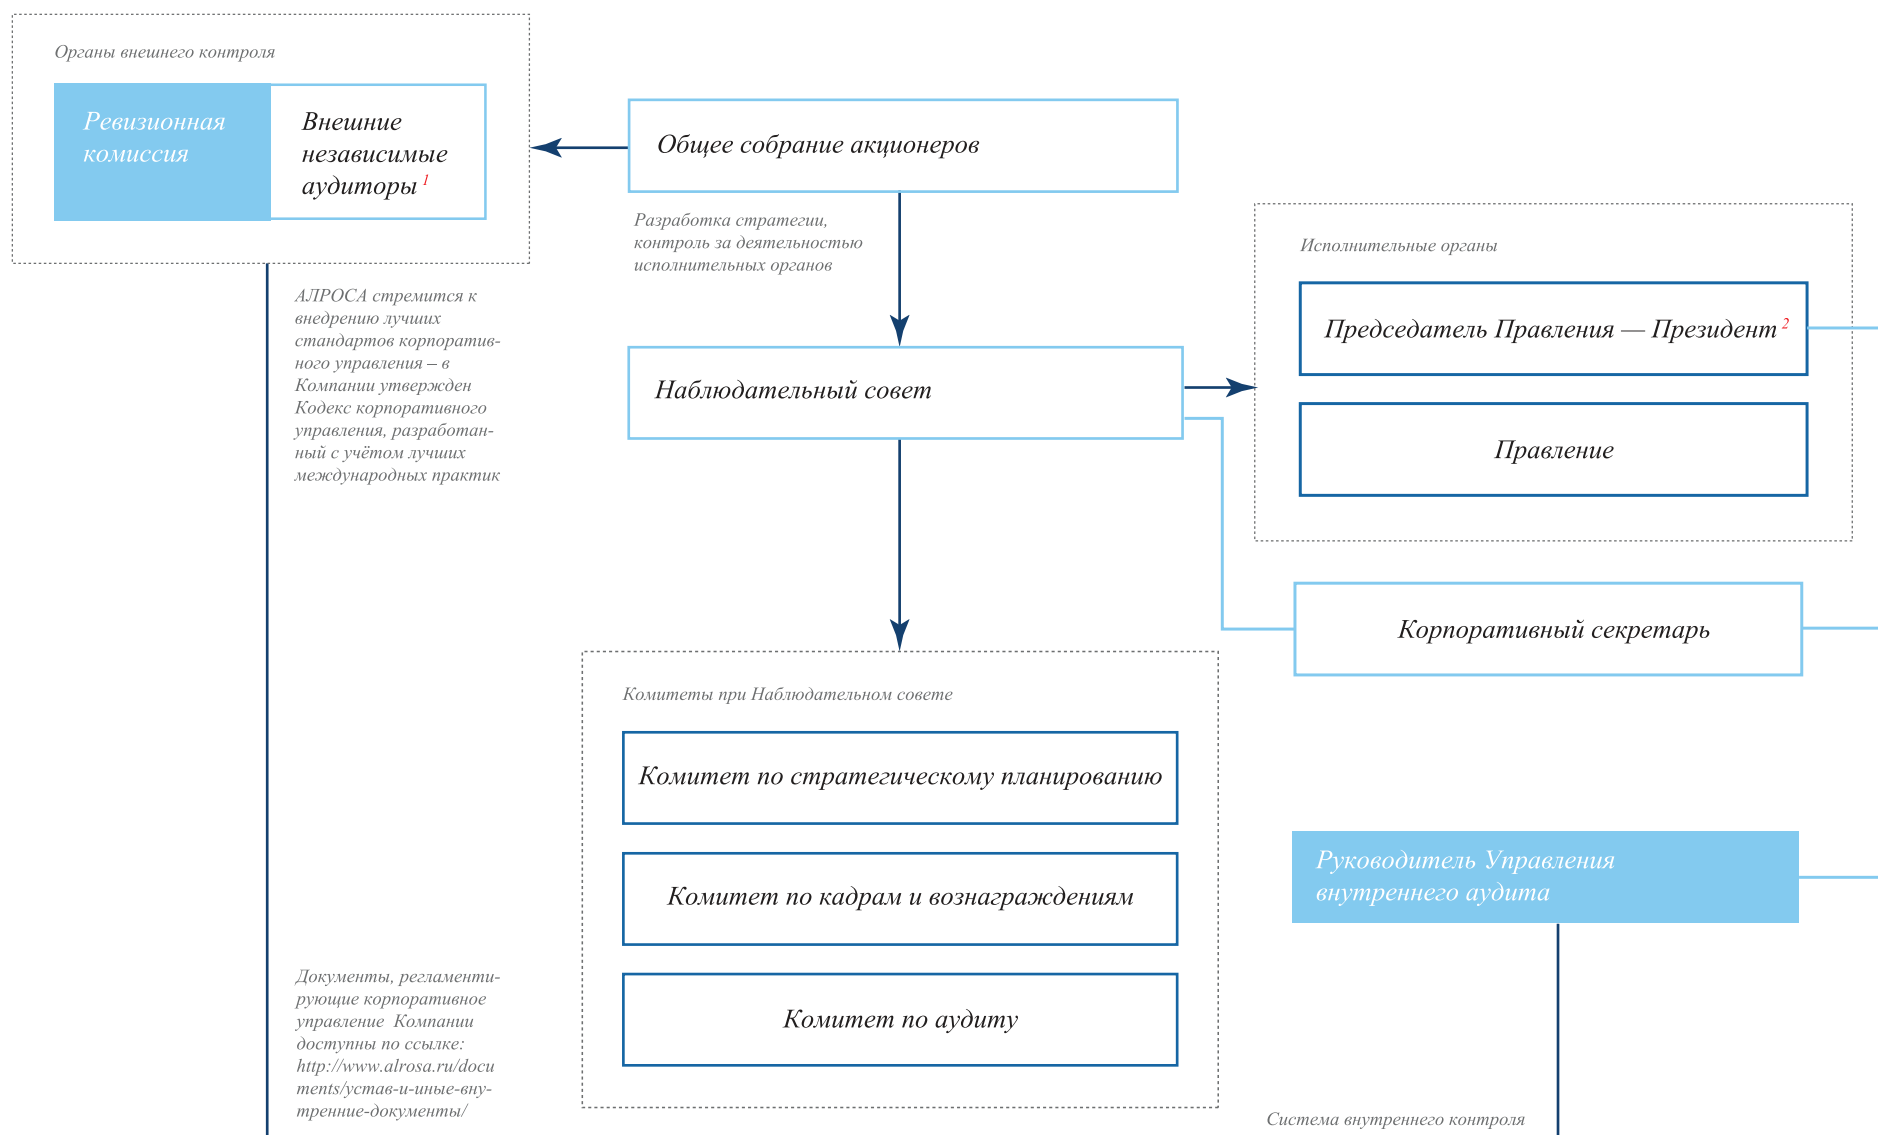 Органы внешнего контроля
Ревизионная
комиссия
Внешние
независимые
аудиторы 1
Общее собрание акционеров
Разработка стратегии,
контроль за деятельностью
исполнительных органов
АЛРОСА стремится к
внедрению лучших
стандартов корпоратив-
ного управления – в
Компании утвержден
Кодекс корпоративного
управления, разработан-
ный с учётом лучших
международных практик
Исполнительные органы
Председатель Правления — Президент 2
Правление
Наблюдательный совет
Корпоративный секретарь
Комитеты при Наблюдательном совете
Комитет по стратегическому планированию
Комитет по кадрам и вознаграждениям
Комитет по аудиту
Руководитель Управления
внутреннего аудита
Документы, регламенти-
рующие корпоративное
управление Компании
доступны по ссылке:
http://www.alrosa.ru/docu
ments/устав-и-иные-вну-
тренние-документы/
Система внутреннего контроля